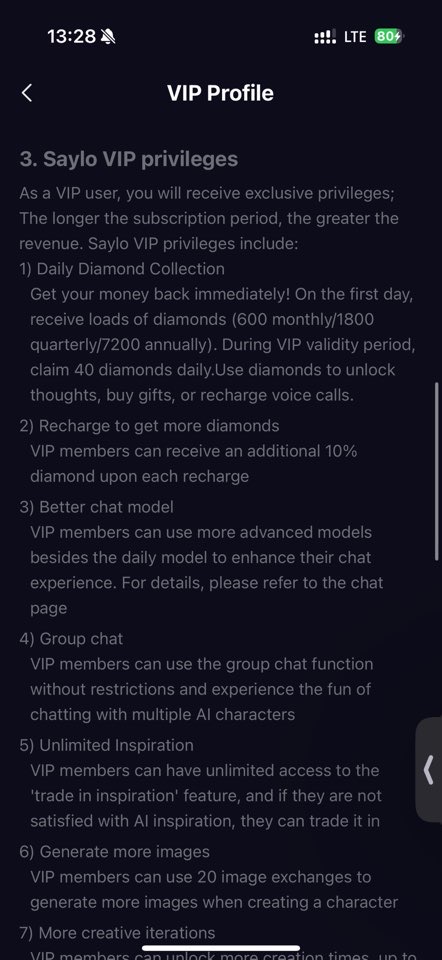 13:28
LTE
80
VIP Profile
3. Saylo VIP privileges
As a VIP user, you will receive exclusive privileges;
The longer the subscription period, the greater the
revenue. Saylo VIP privileges include:
1) Daily Diamond Collection
Get your money back immediately! On the first day,
receive loads of diamonds (600 monthly/1800
quarterly/7200 annually). During VIP validity period,
claim 40 diamonds daily.Use diamonds to unlock
thoughts, buy gifts, or recharge voice calls.
2) Recharge to get more diamonds
VIP members can receive an additional 10%
diamond upon each recharge
3) Better chat model
VIP members can use more advanced models
besides the daily model to enhance their chat
experience. For details, please refer to the chat
page
4) Group chat
VIP members can use the group chat function
without restrictions and experience the fun of
chatting with multiple AI characters
5) Unlimited Inspiration
VIP members can have unlimited access to the
'trade in inspiration' feature, and if they are not
satisfied with AI inspiration, they can trade it in
6) Generate more images
VIP members can use 20 image exchanges to
generate more images when creating a character
7) More creative iterations
VIP members can unlock more creation times, up to